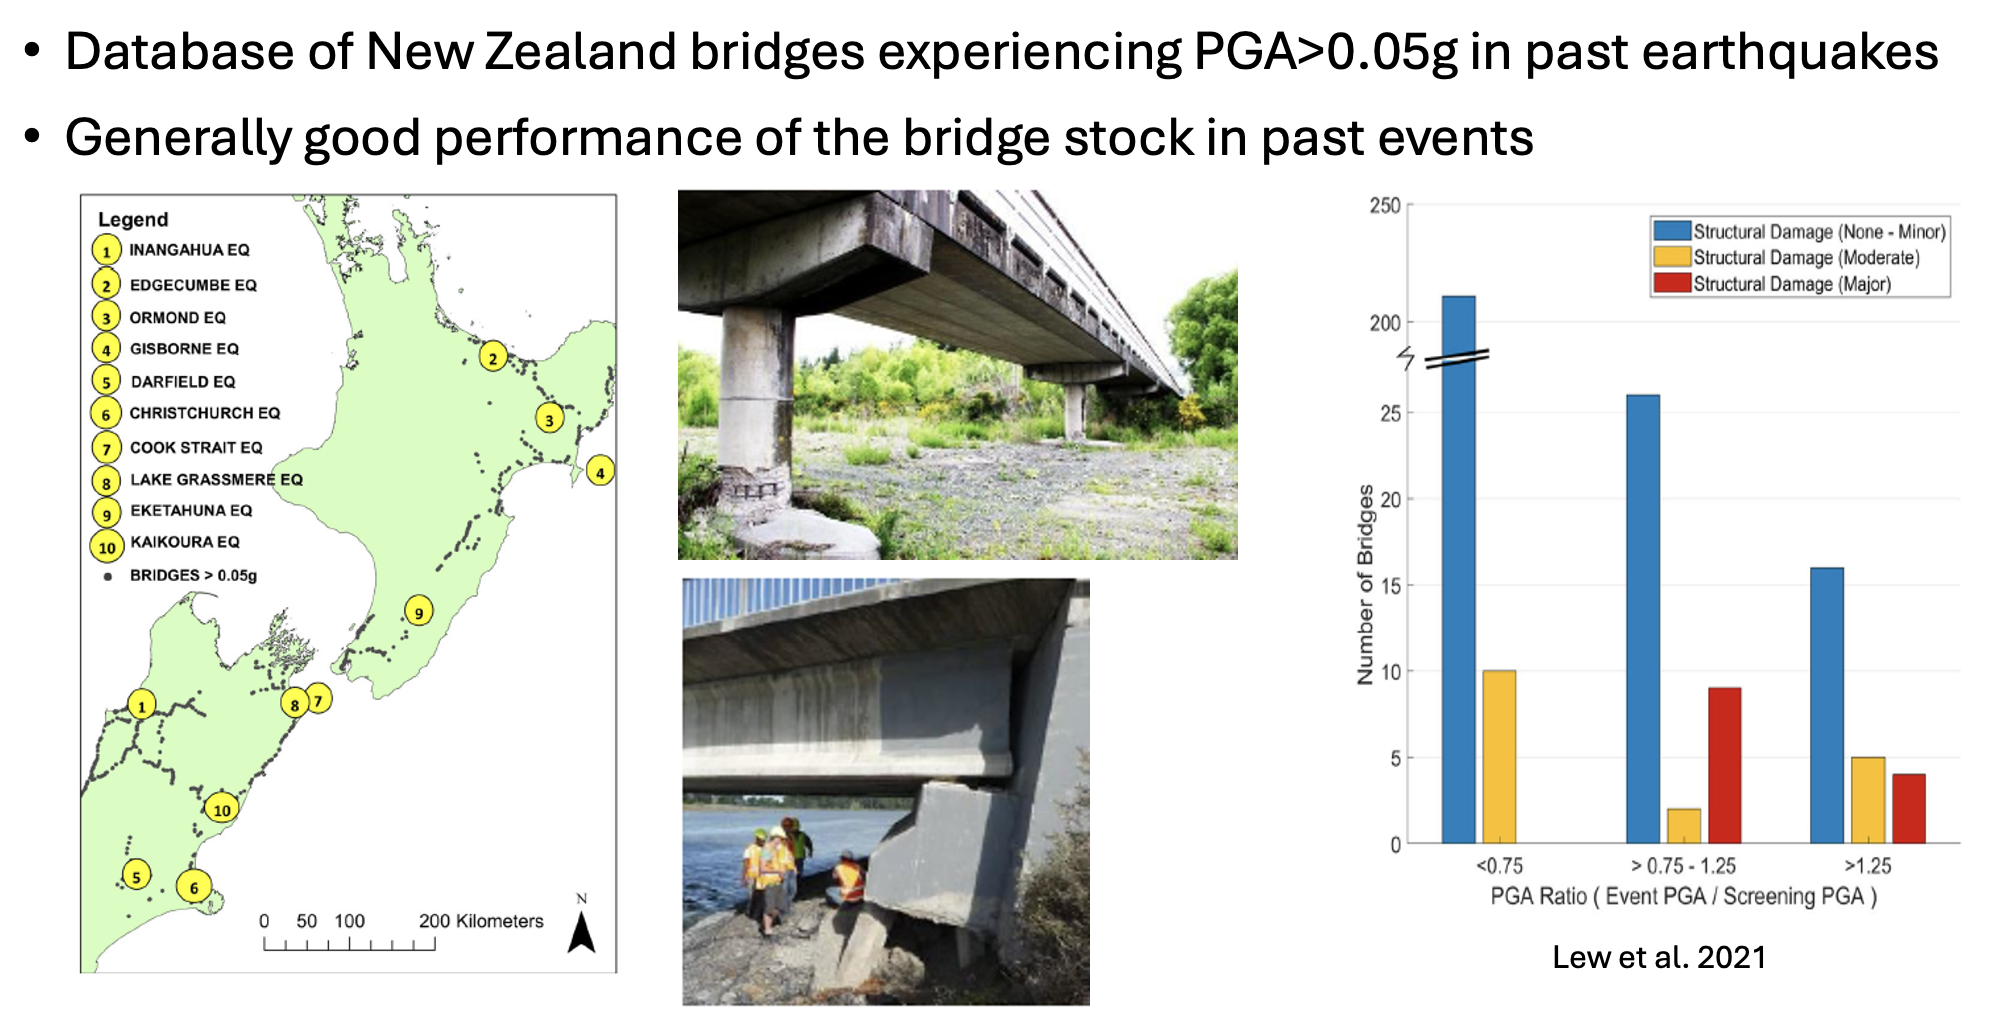 • Database of New Zealand bridges experiencing PGA>0.05g in past earthquakes
• Generally good performance of the bridge stock in past events
Legend
1 INANGAHUA EQ
2 EDGECUMBE EQ
3 ORMOND EQ
4 GISBORNE EQ
5 DARFIELD EQ
6 CHRISTCHURCH EQ
7 COOK STRAIT EQ
8 LAKE GRASSMERE EQ
9 EKETAHUNA EQ
10 KAIKOURA EQ
BRIDGES > 0.05g
2
3
4
9
1
8
7
10
5
6
0 50 100 200 Kilometers
N
250
200
25
20
15
10
5
0
Number of Bridges
Structural Damage (None - Minor)
Structural Damage (Moderate)
Structural Damage (Major)
<0.75
> 0.75 - 1.25
>1.25
PGA Ratio ( Event PGA / Screening PGA )
Lew et al. 2021